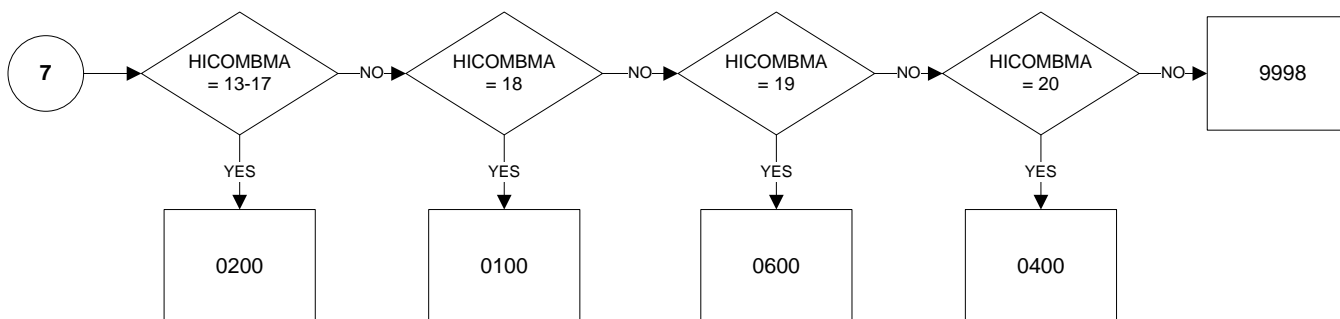 7
HICOMBMA
= 13-17
NO
HICOMBMA
= 18
NO
HICOMBMA
= 19
NO
HICOMBMA
= 20
NO
9998
YES
YES
YES
YES
0200
0100
0600
0400